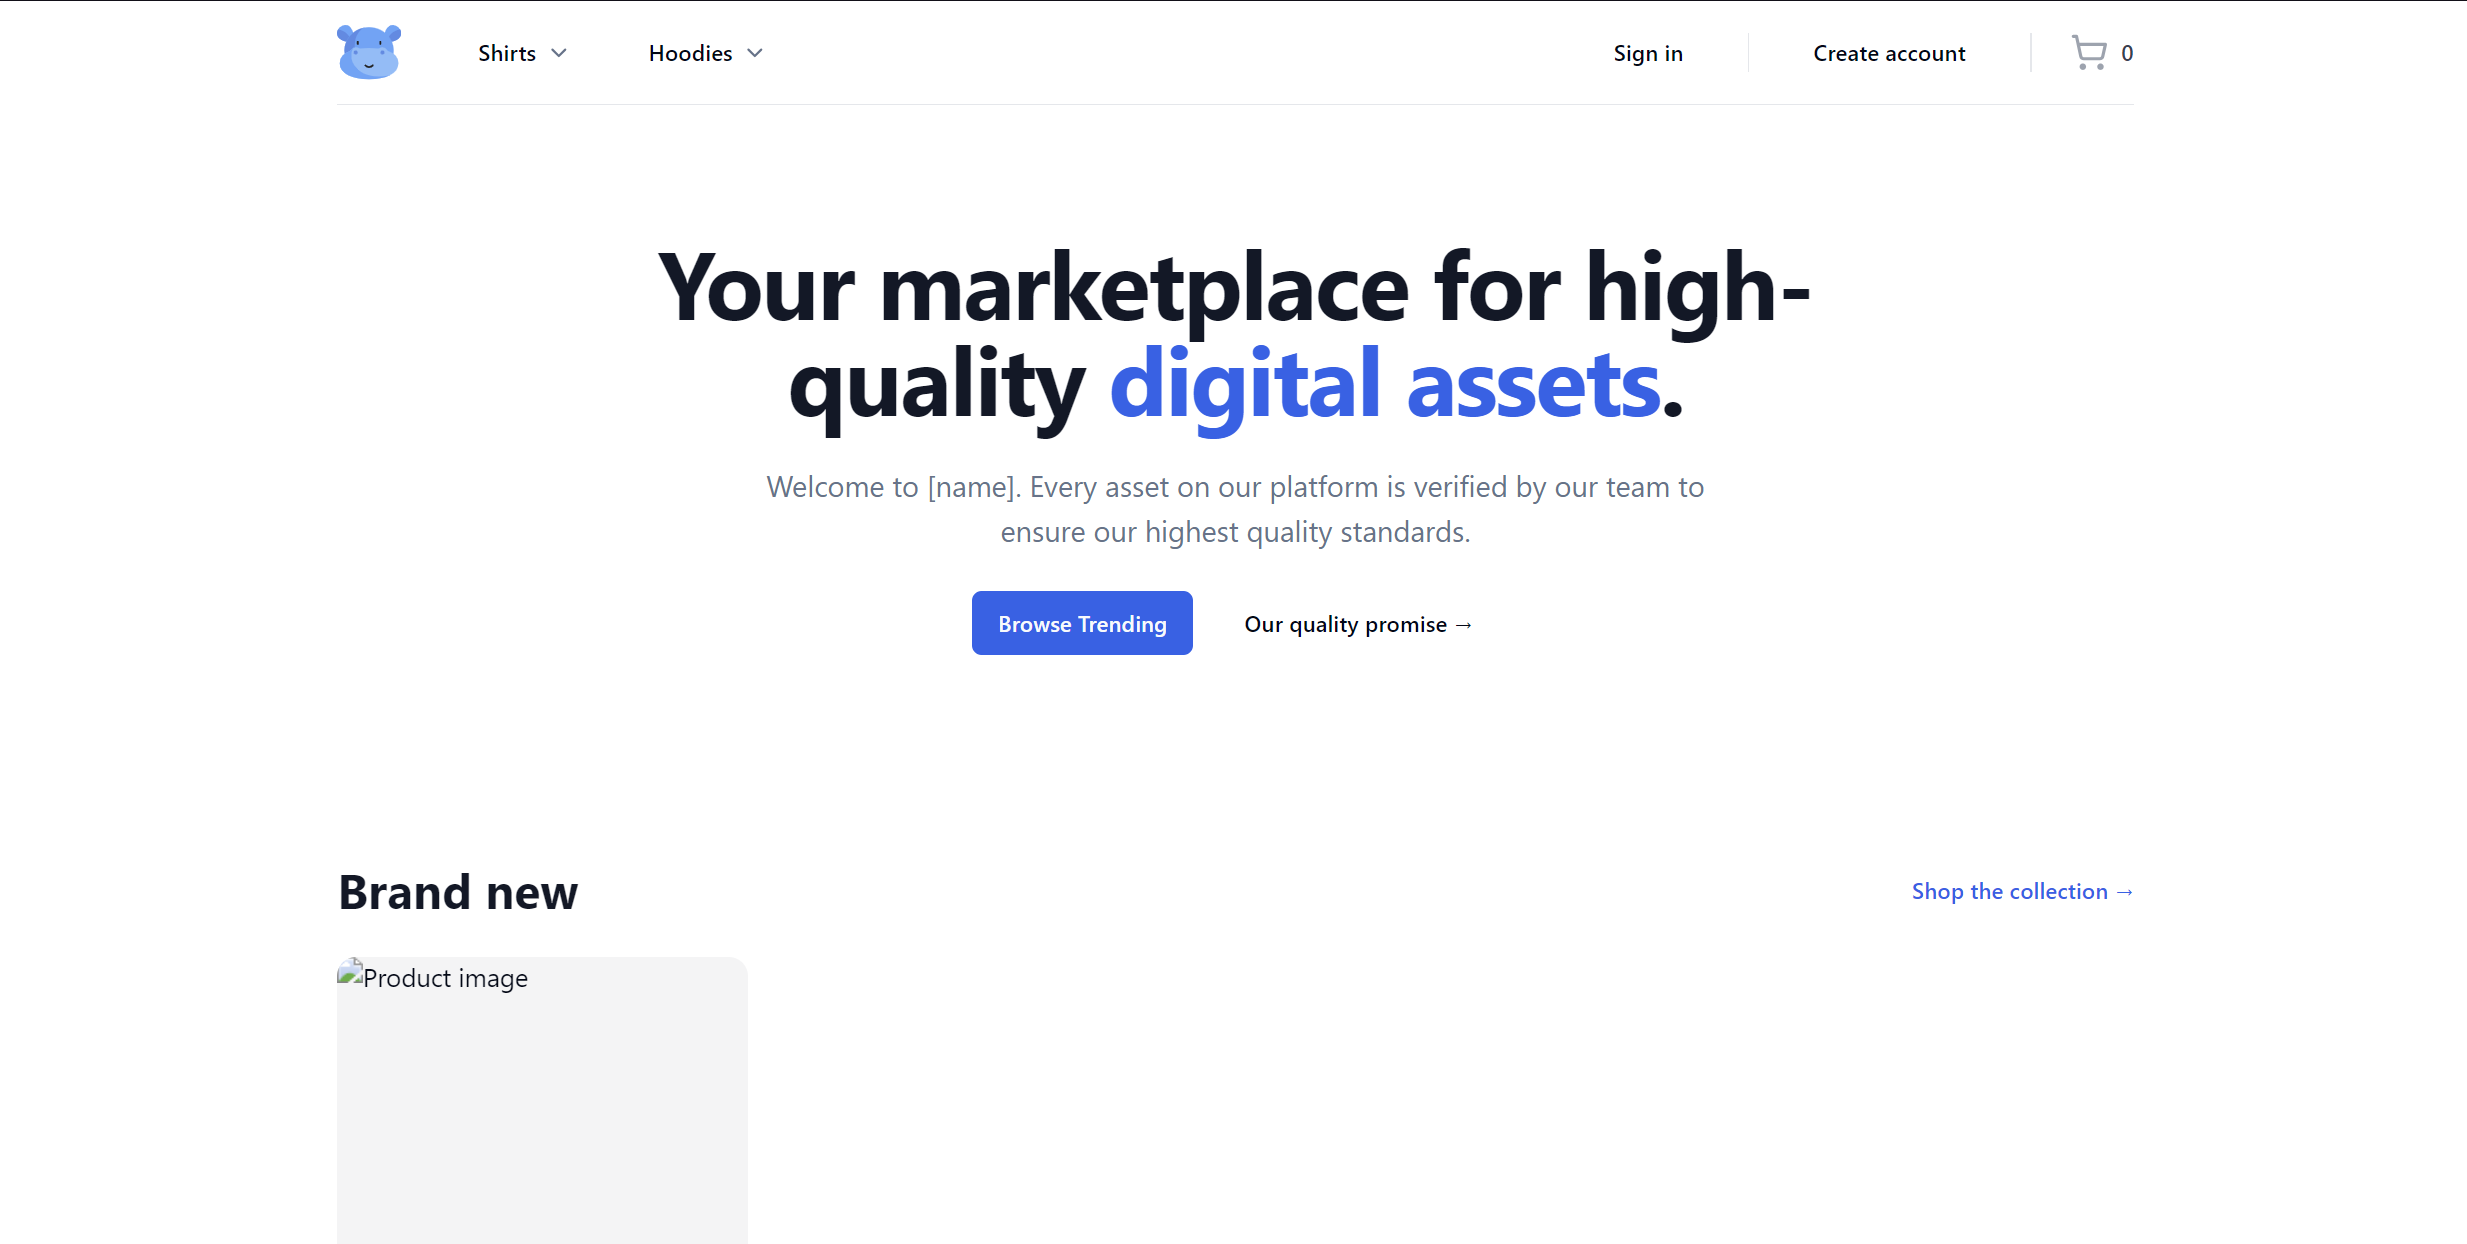 Shirts
Hoodies
Sign in
Create account
0
Your marketplace for high-
quality digital assets.
Welcome to [name]. Every asset on our platform is verified by our team to
ensure our highest quality standards.
Browse Trending
Our quality promise →
Brand new
Shop the collection →
Product image